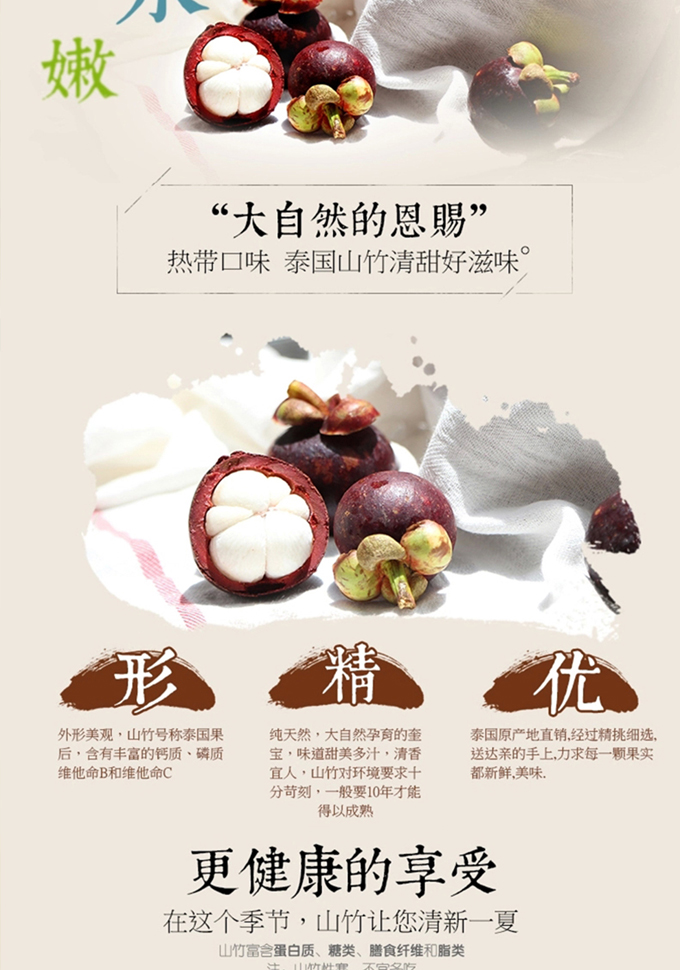 嫩
“大自然的恩賜”
热带口味 泰国山竹清甜好滋味。
形
精
优
外形美观，山竹号称泰国果
后，含有丰富的钙质、磷质
维他命B和维他命C
纯天然，大自然孕育的奎
宝，味道甜美多汁，清香
宜人，山竹对环境要求十
分苛刻，一般要10年才能
得以成熟
泰国原产地直销,经过精挑细选,
送达亲的手上,力求每一颗果实
都新鲜,美味.
更健康的享受
在这个季节，山竹让您清新一夏
山竹富含蛋白质、糖类、膳食纤维和脂类